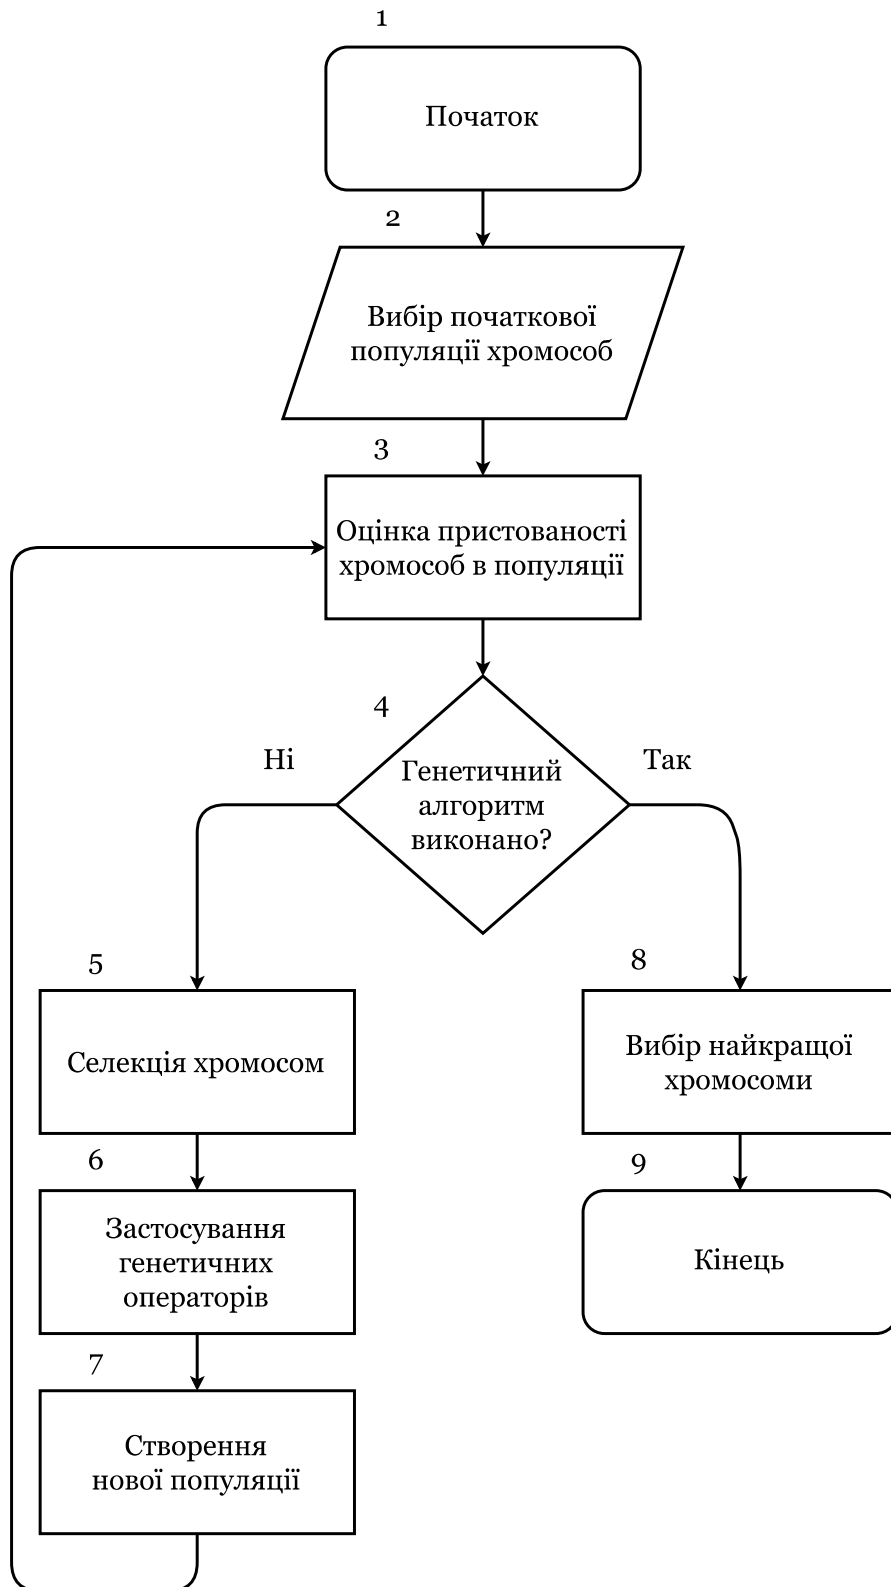 1
Початок
2
Вибір початкової
популяції хромособ
3
Оцінка пристованості
хромособ в популяції
4
Ні
Так
Генетичний
алгоритм
виконано?
5
8
Селекція хромосом
Вибір найкращої
хромосоми
6
9
Застосування
генетичних
операторів
Кінець
7
Створення
нової популяції